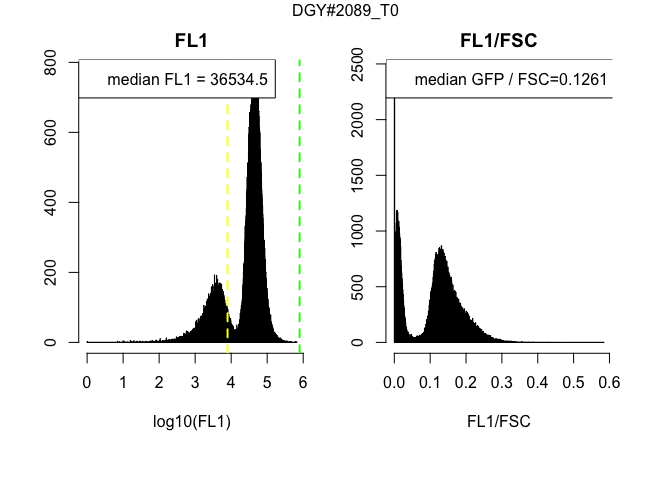 DGY#2089_T0
FL1
FL1/FSC
median FL1 = 36534.5
median GFP / FSC=0.1261
800
600
400
200
0
2500
2000
1500
1000
500
0
0 1 2 3 4 5 6
0.0 0.1 0.2 0.3 0.4 0.5 0.6
log10(FL1)
FL1/FSC